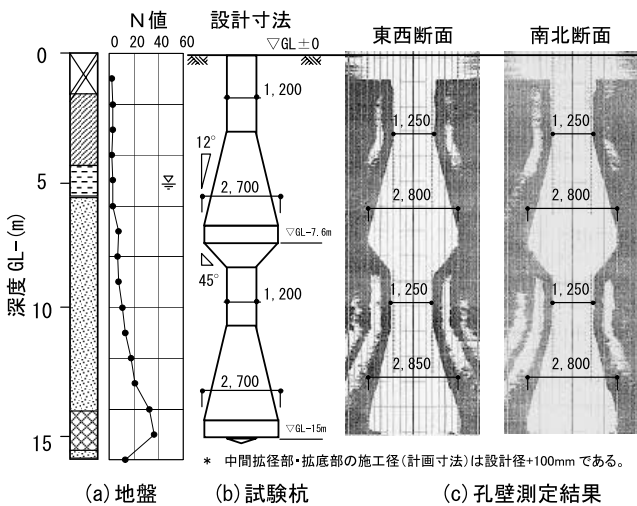 N値
0 20 40 60
設計寸法
▽GL±0
東西断面
南北断面
0
5
10
15
深度 GL-(m)
1,200
12°
2,700
▽GL-7.6m
45°
1,200
2,700
▽GL-15m
1,250
2,800
1,250
2,850
1,250
2,800
1,250
2,800
* 中間拡径部・拡底部の施工径(計画寸法)は設計径+100mm である。
(a) 地盤
(b) 試験杭
(c) 孔壁測定結果